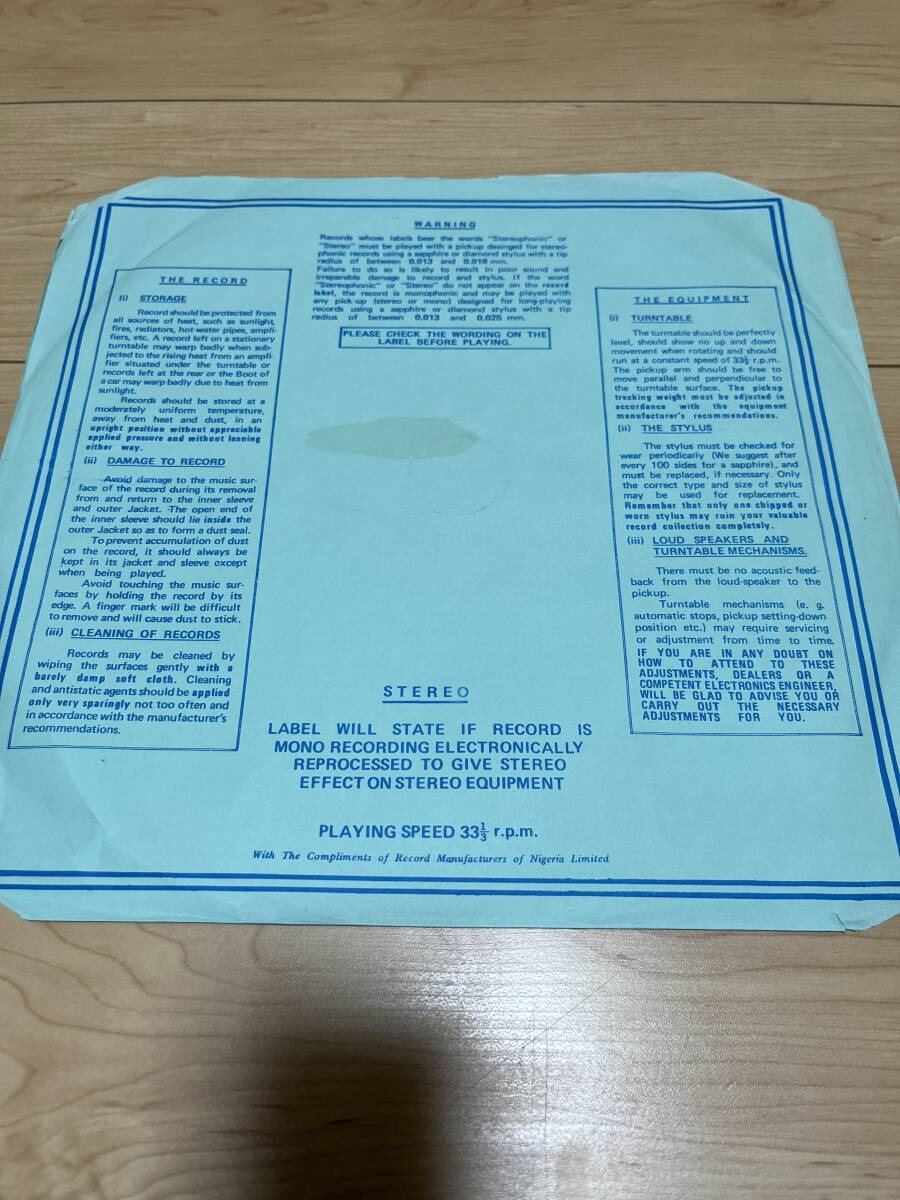 WARNING
Records whose labels bear the words "Stereophonic" or
"Stereo" must be played with a pickup desinged for stereo-
phonic records using a sapphire or diamond stylus with a tip
radius of between 0.013 and 0.018 mm.
Failure to do so is likely to result in poor sound and
irreparable damage to record and stylus. If the word
"Stereophonic" or "Stereo" do not appear on the record
label, the record is monophonic and may be played with
any pick-up (stereo or mono) designed for long-playing
records using a sapphire or diamond stylus with a tip
radius of between 0.013 and 0.025 mm.
PLEASE CHECK THE WORDING ON THE
LABEL BEFORE PLAYING.
THE RECORD
(i) STORAGE
Record should be protected from
all sources of heat, such as sunlight,
fires, radiators, hot-water pipes, ampli-
fiers, etc. A record left on a stationary
turntable may warp badly when sub-
jected to the rising heat from an ampli-
fier situated under the turntable or
records left at the rear or the Boot of
a car may warp badly due to heat from
sunlight.
Records should be stored at a
moderately uniform temperature,
away from heat and dust, in an
upright position without appreciable
applied pressure and without leaning
either way.
(ii) DAMAGE TO RECORD
Avoid damage to the music sur-
face of the record during its removal
from and return to the inner sleeve
and outer Jacket. The open end of
the inner sleeve should lie inside the
outer Jacket so as to form a dust seal.
To prevent accumulation of dust
on the record, it should always be
kept in its jacket and sleeve except
when being played.
Avoid touching the music sur-
faces by holding the record by its
edge. A finger mark will be difficult
to remove and will cause dust to stick.
(iii) CLEANING OF RECORDS
Records may be cleaned by
wiping the surfaces gently with a
barely damp soft cloth. Cleaning
and antistatic agents should be applied
only very sparingly not too often and
in accordance with the manufacturer's
recommendations.
THE EQUIPMENT
(i) TURNTABLE
The turntable should be perfectly
level, should show no up and down
movement when rotating and should
run at a constant speed of 33⅓ r.p.m.
The pickup arm should be free to
move parallel and perpendicular to
the turntable surface. The pickup
tracking weight must be adjusted in
accordance with the equipment
manufacturer's recommendations.
(ii) THE STYLUS
The stylus must be checked for
wear periodically (We suggest after
every 100 sides for a sapphire), and
must be replaced, if necessary. Only
the correct type and size of stylus
may be used for replacement.
Remember that only one chipped or
worn stylus may ruin your valuable
record collection completely.
(iii) LOUD SPEAKERS AND
TURNTABLE MECHANISMS.
There must be no acoustic feed-
back from the loud-speaker to the
pickup.
Turntable mechanisms (e. g.
automatic stops, pickup setting-down
position etc.) may require servicing
or adjustment from time to time.
IF YOU ARE IN ANY DOUBT ON
HOW TO ATTEND TO THESE
ADJUSTMENTS, DEALERS OR A
COMPETENT ELECTRONICS ENGINEER,
WILL BE GLAD TO ADVISE YOU OR
CARRY OUT THE NECESSARY
ADJUSTMENTS FOR YOU.
STEREO
LABEL WILL STATE IF RECORD IS
MONO RECORDING ELECTRONICALLY
REPROCESSED TO GIVE STEREO
EFFECT ON STEREO EQUIPMENT
PLAYING SPEED 33⅓ r.p.m.
With The Compliments of Record Manufacturers of Nigeria Limited